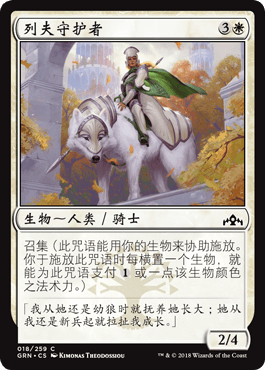 列夫守护者 3
生物～人类／骑士
召集（此咒语能用你的生物来协助施放。
你于施放此咒语时每横置一个生物，就
能为此咒语支付 1 或一点该生物颜色
之法术力。）
「我从她还是幼狼时就抚养她长大；她从
我还是新兵起就拉扯我成长。」
2/4
018/259 C
GRN • CS KIMONAS THEODOSSIOU
™ & © 2018 Wizards of the Coast